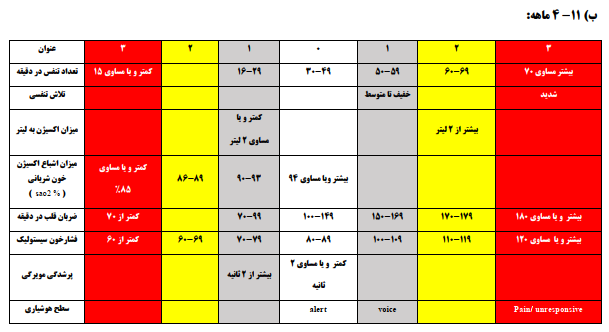 ب) ۱۱- ۴ ماهه:
عنوان ۳ ۲ ۱ ۰ ۱ ۲ ۳
تعداد تنفس در دقیقه کمتر و یا مساوی ۱۵ ۱۶-۲۹ ۳۰-۴۹ ۵۰-۵۹ ۶۰-۶۹ بیشتر مساوی ۷۰
تلاش تنفسی خفیف تا متوسط شدید
میزان اکسیژن به لیتر کمتر و یا
مساوی ۲ لیتر بیشتر از ۲ لیتر
میزان اشباع اکسیژن
خون شریانی
( sao2 % ) کمتر و یا مساوی
۸۵٪ ۸۶-۸۹ ۹۰-۹۳ بیشتر ویا مساوی ۹۴
ضربان قلب در دقیقه کمتر از ۷۰ ۷۰-۹۹ ۱۰۰-۱۴۹ ۱۵۰-۱۶۹ ۱۷۰-۱۷۹ بیشتر و یا مساوی ۱۸۰
فشارخون سیستولیک کمتر از ۶۰ ۶۰-۶۹ ۷۰-۷۹ ۸۰-۸۹ ۱۰۰-۱۰۹ ۱۱۰-۱۱۹ بیشتر و یا مساوی ۱۲۰
پرشدگی مویرگی بیشتر از ۲ ثانیه کمتر و یا مساوی ۲
ثانیه
سطح هوشیاری alert voice Pain/ unresponsive